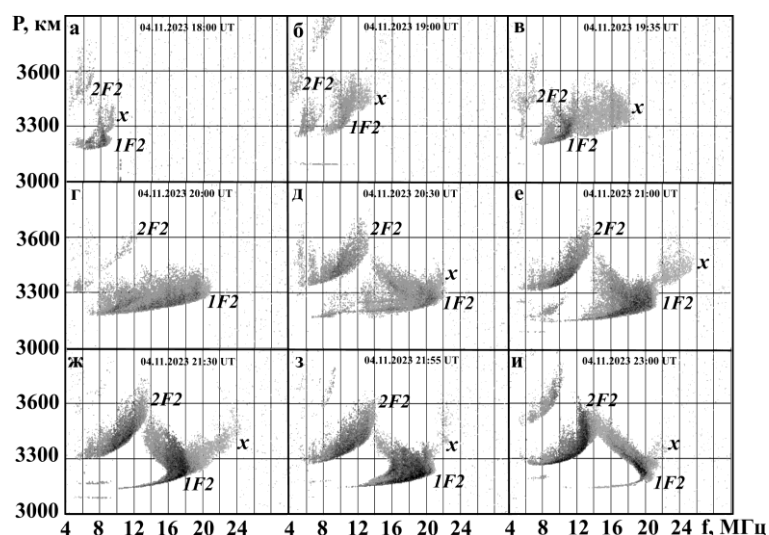 P, км
а 04.11.2023 18:00 UT
б 04.11.2023 19:00 UT
в 04.11.2023 19:35 UT
3600
2F2
x
1F2
2F2
x
1F2
2F2
x
1F2
3300
3000
г 04.11.2023 20:00 UT
д 04.11.2023 20:30 UT
е 04.11.2023 21:00 UT
3600
2F2
1F2
2F2
x
1F2
2F2
x
1F2
3300
3000
ж 04.11.2023 21:30 UT
з 04.11.2023 21:55 UT
и 04.11.2023 23:00 UT
3600
2F2
x
1F2
2F2
x
1F2
2F2
x
1F2
3300
3000
4 8 12 16 20 24 8 12 16 20 24 8 12 16 20 f, МГц